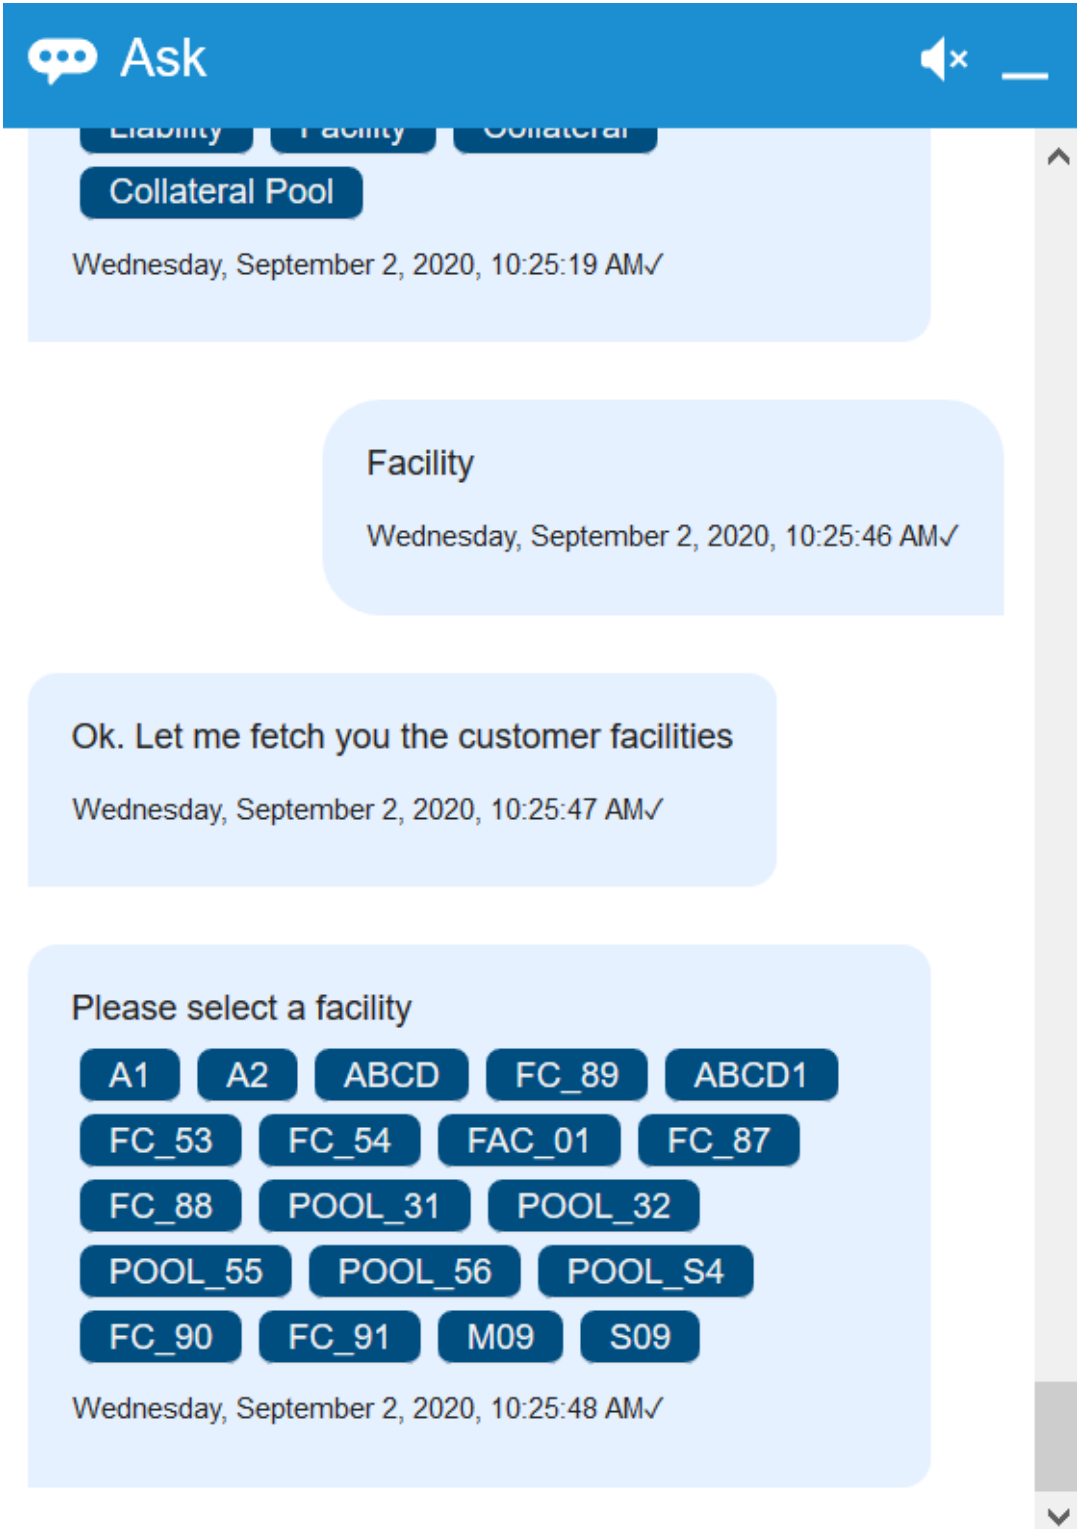 Ask
Liability Facility Collateral
Collateral Pool
Wednesday, September 2, 2020, 10:25:19 AM✓
Facility
Wednesday, September 2, 2020, 10:25:46 AM✓
Ok. Let me fetch you the customer facilities
Wednesday, September 2, 2020, 10:25:47 AM✓
Please select a facility
A1 A2 ABCD FC_89 ABCD1
FC_53 FC_54 FAC_01 FC_87
FC_88 POOL_31 POOL_32
POOL_55 POOL_56 POOL_S4
FC_90 FC_91 M09 S09
Wednesday, September 2, 2020, 10:25:48 AM✓